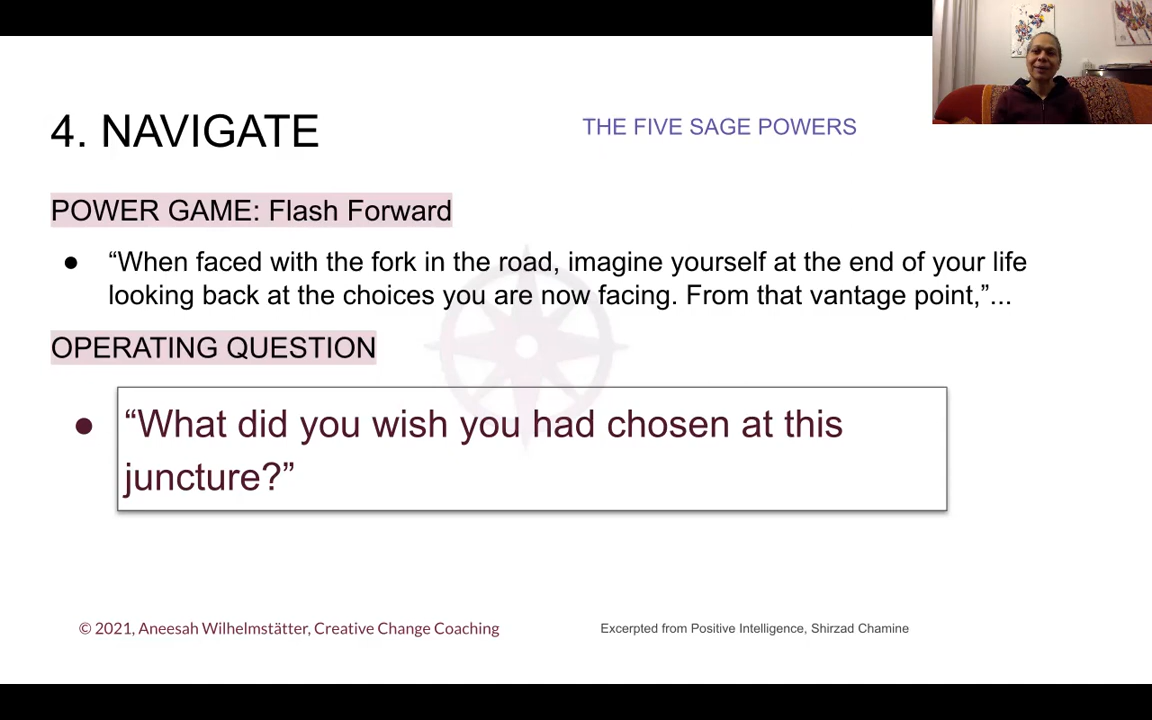 4. NAVIGATE
THE FIVE SAGE POWERS
POWER GAME: Flash Forward
● “When faced with the fork in the road, imagine yourself at the end of your life
looking back at the choices you are now facing. From that vantage point,”...
OPERATING QUESTION
● “What did you wish you had chosen at this
juncture?”
© 2021, Aneesah Wilhelmstätter, Creative Change Coaching
Excerpted from Positive Intelligence, Shirzad Chamine